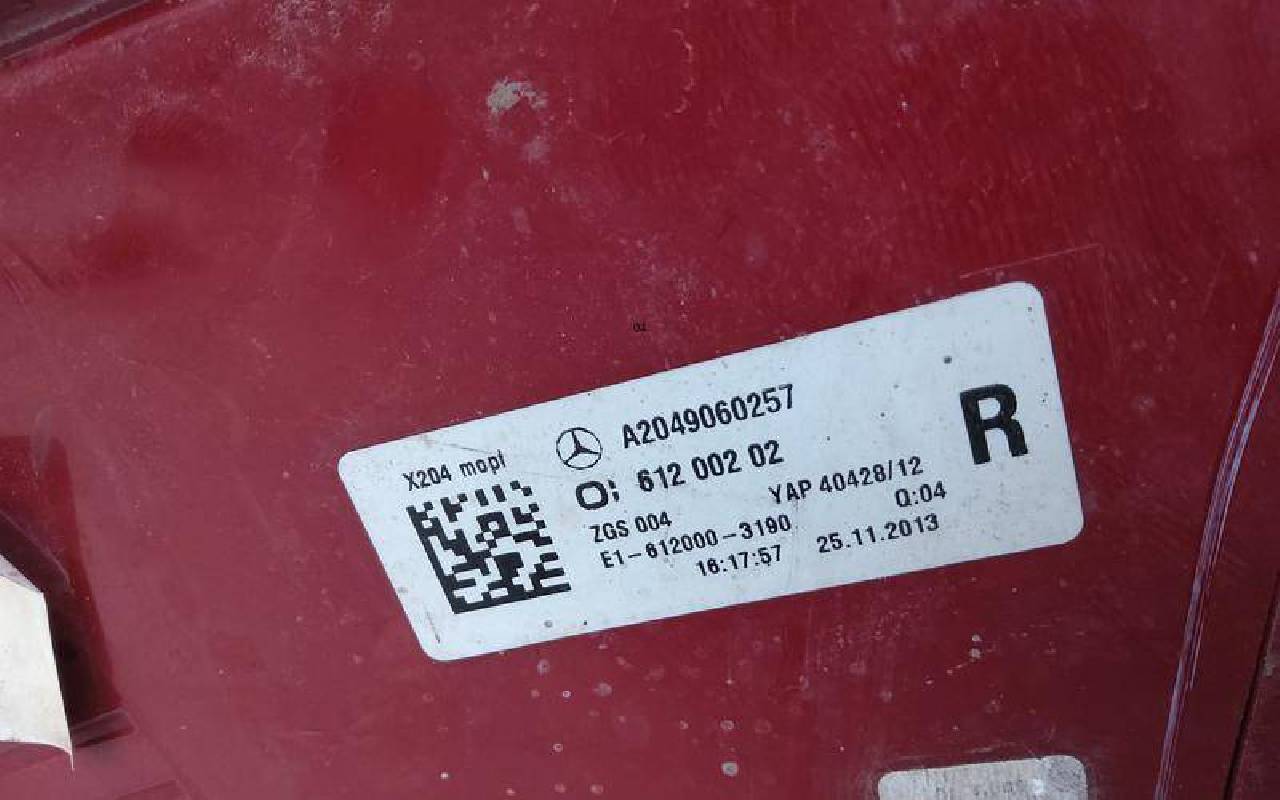 X204 mopf
A2049060257
612 002 02
ZGS 004
YAP 40428/12
E1-612000-3190
Q:04
16:17:57
25.11.2013
R